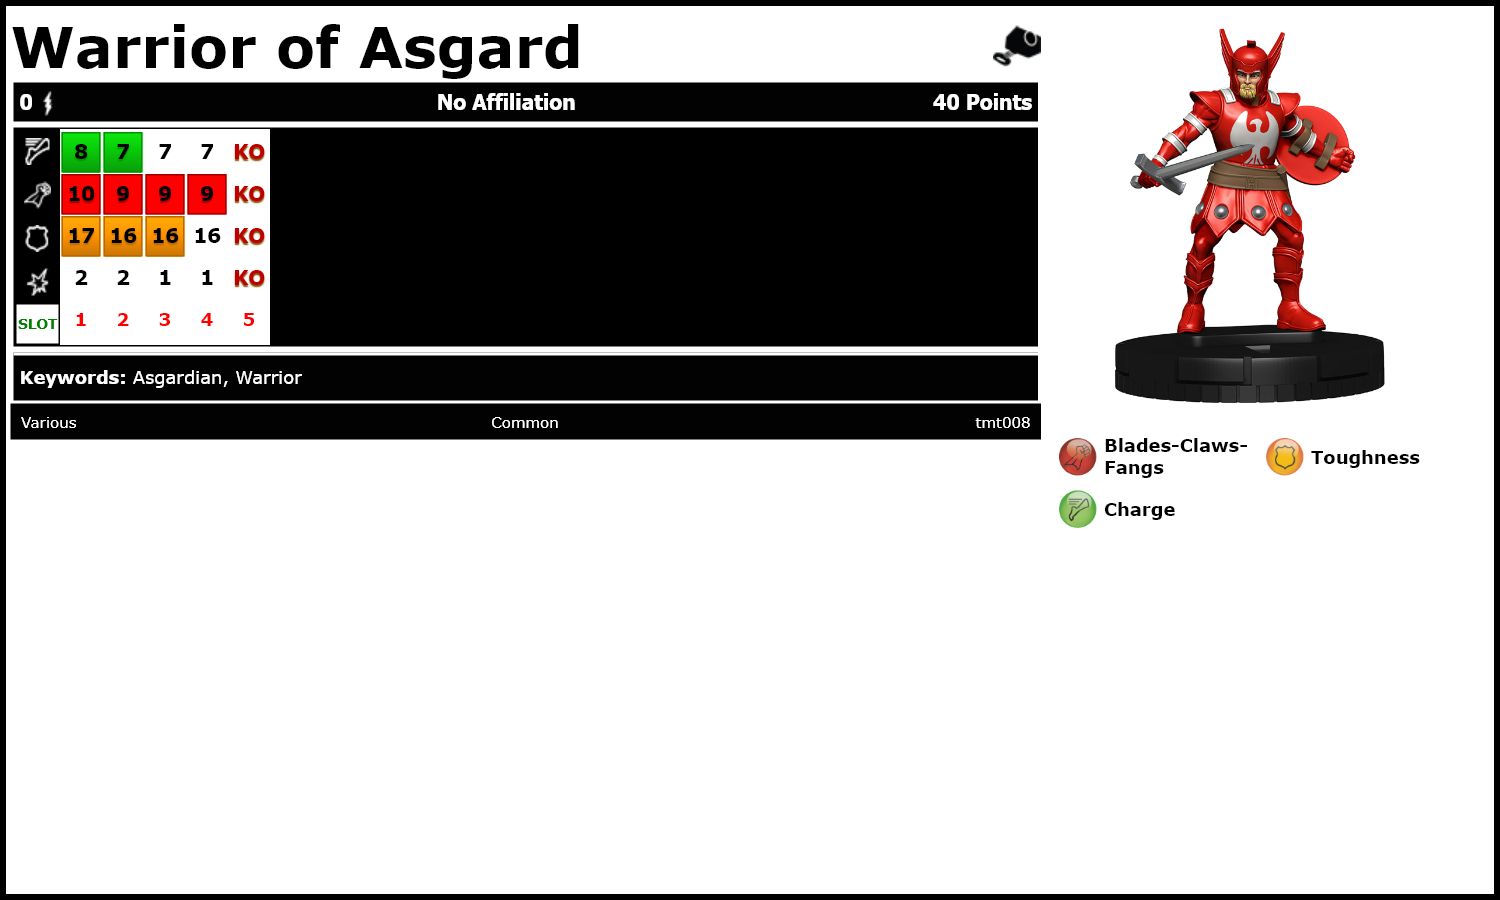 Warrior of Asgard
0 No Affiliation 40 Points
8 7 7 7 KO
10 9 9 9 KO
17 16 16 16 KO
2 2 1 1 KO
SLOT 1 2 3 4 5
Keywords: Asgardian, Warrior
Various Common tmt008
Blades-Claws-
Fangs
Toughness
Charge